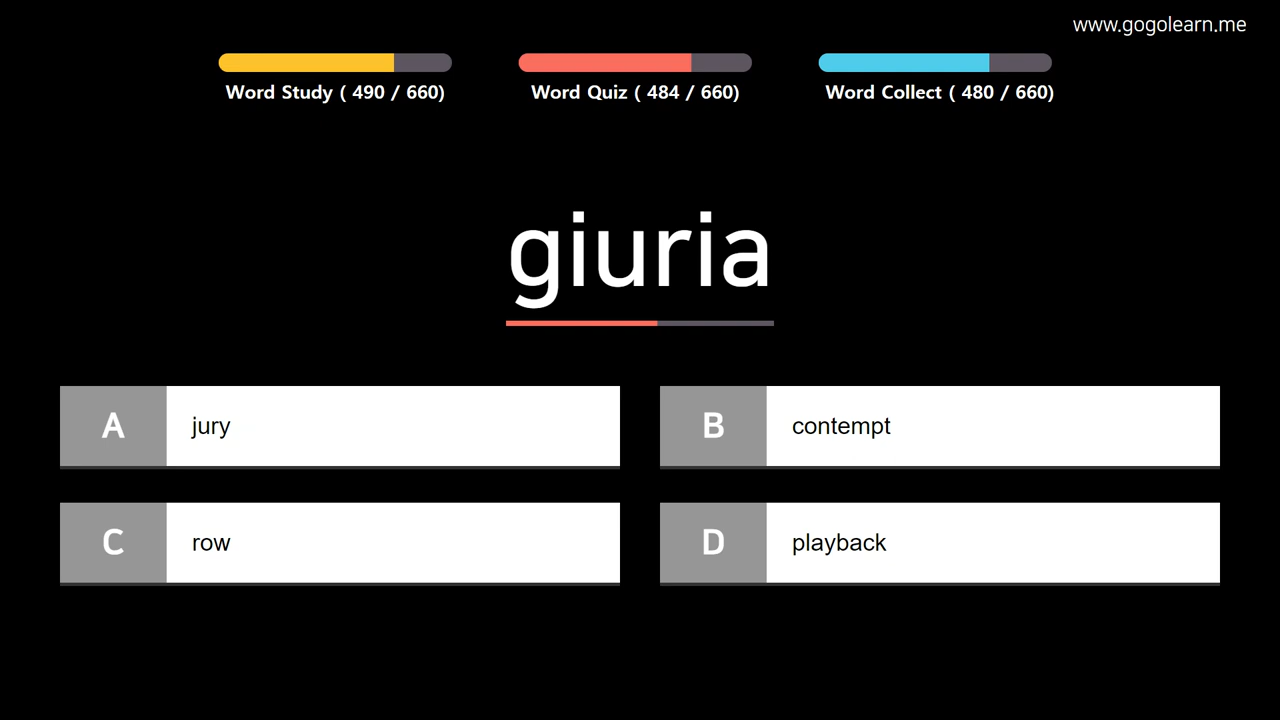 www.gogolearn.me
Word Study ( 490 / 660)
Word Quiz ( 484 / 660)
Word Collect ( 480 / 660)
giuria
A jury
B contempt
C row
D playback